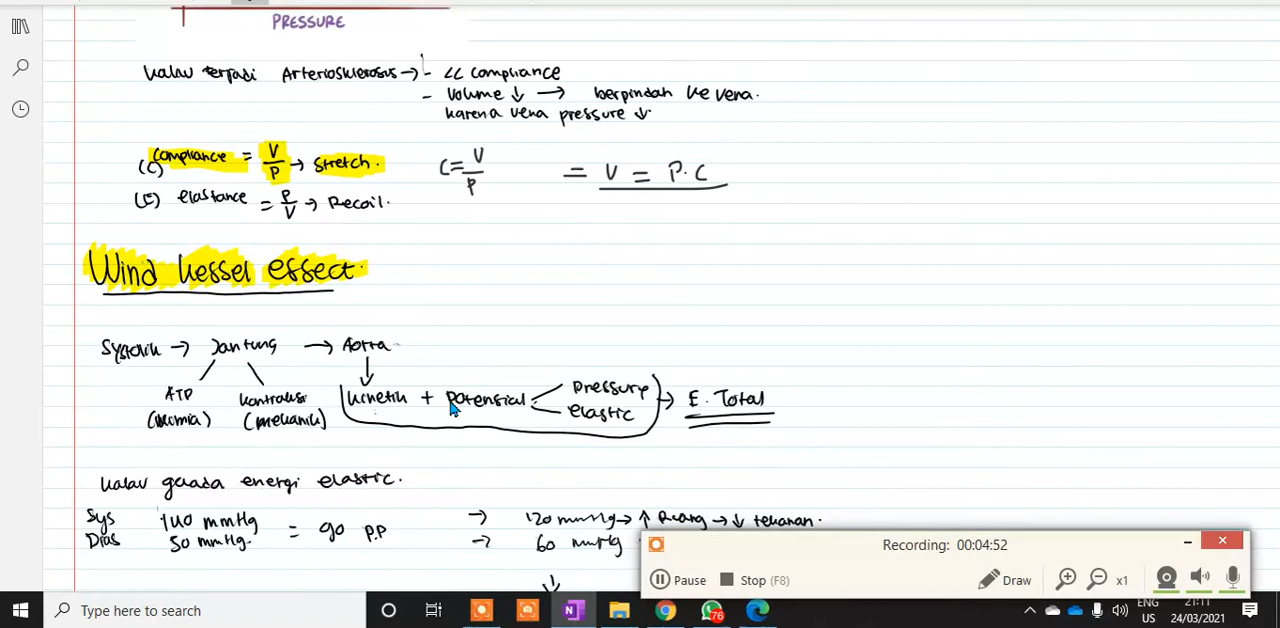 PRESSURE
kalau terjadi Arteriosklerosus → - << compliance
- Volume ↓ → berpindah ke vena.
karena vena pressure ↓
(C) compliance = V/P → stretch.
C = V/P = V = P.C
(E) elastance = P/V → Recoil.
Wind kessel effect.
Systolik → Jantung → Aorta
ATP
(kimia)
kontraksi
(mekanik)
kinetik + potensial
pressure
elastic
→ E. Total
kalau gaada energi elastic.
Sys 140 mmHg
Dias 50 mmHg.
= 90 P.P
→ 120 mmHg → ↑ Ruang → ↓ tekanan.
→ 60 mmHg
Recording: 00:04:52
Pause
Stop (F8)
Draw
x1
Type here to search
76
ENG
US
21:11
24/03/2021